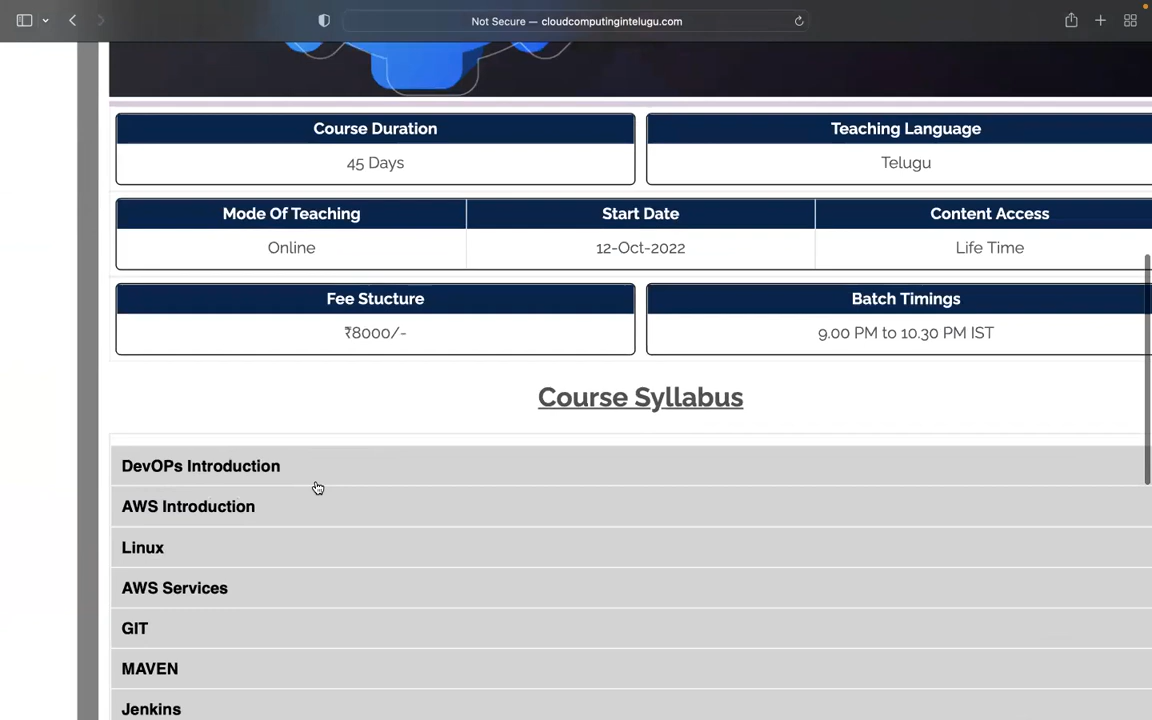 Not Secure — cloudcomputingintelugu.com
Course Duration
Teaching Language
45 Days
Telugu
Mode Of Teaching
Start Date
Content Access
Online
12-Oct-2022
Life Time
Fee Stucture
Batch Timings
₹8000/-
9.00 PM to 10.30 PM IST
Course Syllabus
DevOPs Introduction
AWS Introduction
Linux
AWS Services
GIT
MAVEN
Jenkins